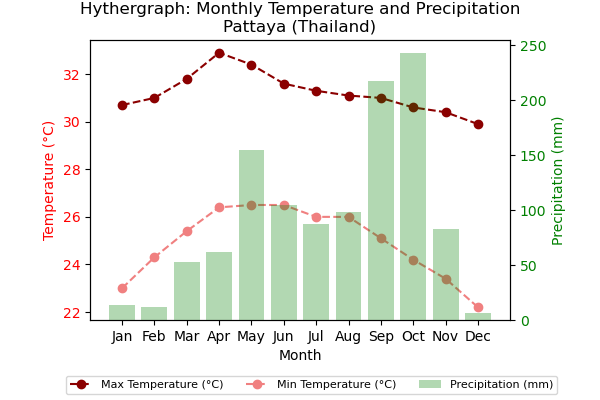 Hythergraph: Monthly Temperature and Precipitation
Pattaya (Thailand)
Temperature (°C)
32
30
28
26
24
22
250
200
150
100
50
0
Precipitation (mm)
Jan Feb Mar Apr May Jun Jul Aug Sep Oct Nov Dec
Month
Max Temperature (°C) Min Temperature (°C) Precipitation (mm)